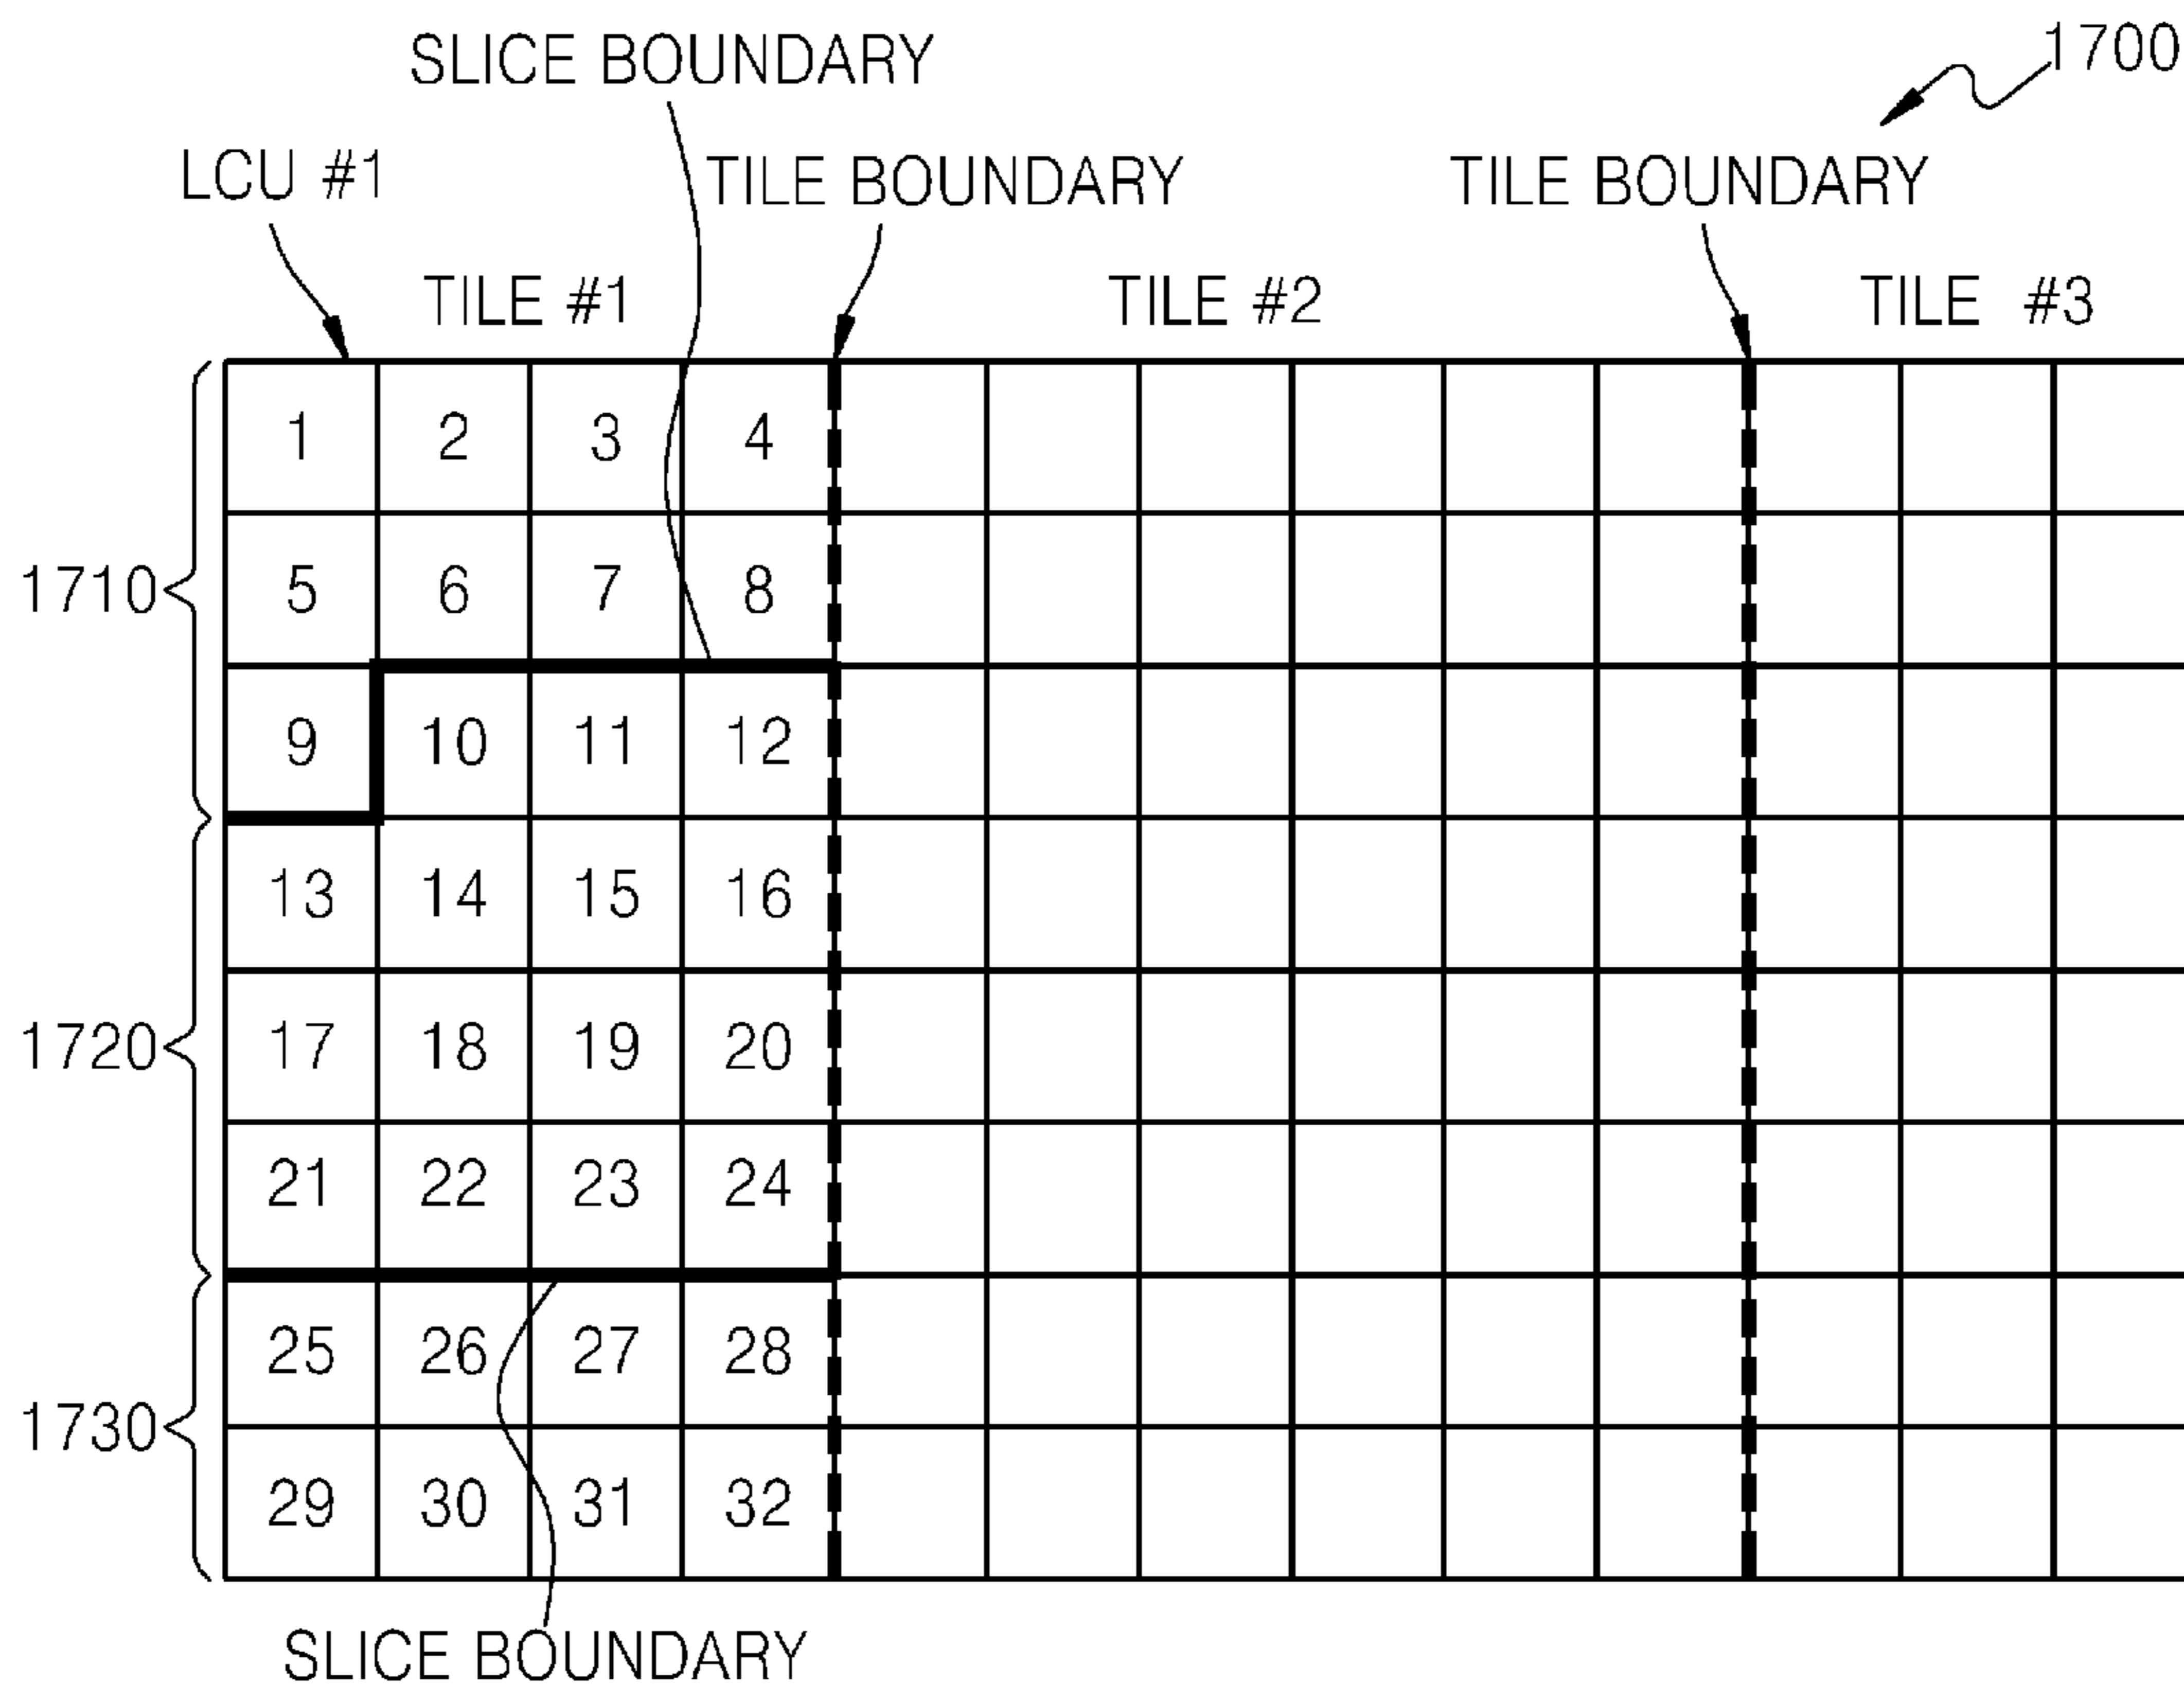 SLICE BOUNDARY
1700
LCU #1
TILE BOUNDARY
TILE BOUNDARY
TILE #1
TILE #2
TILE #3
1 2 3 4
1710
5 6 7 8
9 10 11 12
13 14 15 16
1720
17 18 19 20
21 22 23 24
25 26 27 28
1730
29 30 31 32
SLICE BOUNDARY